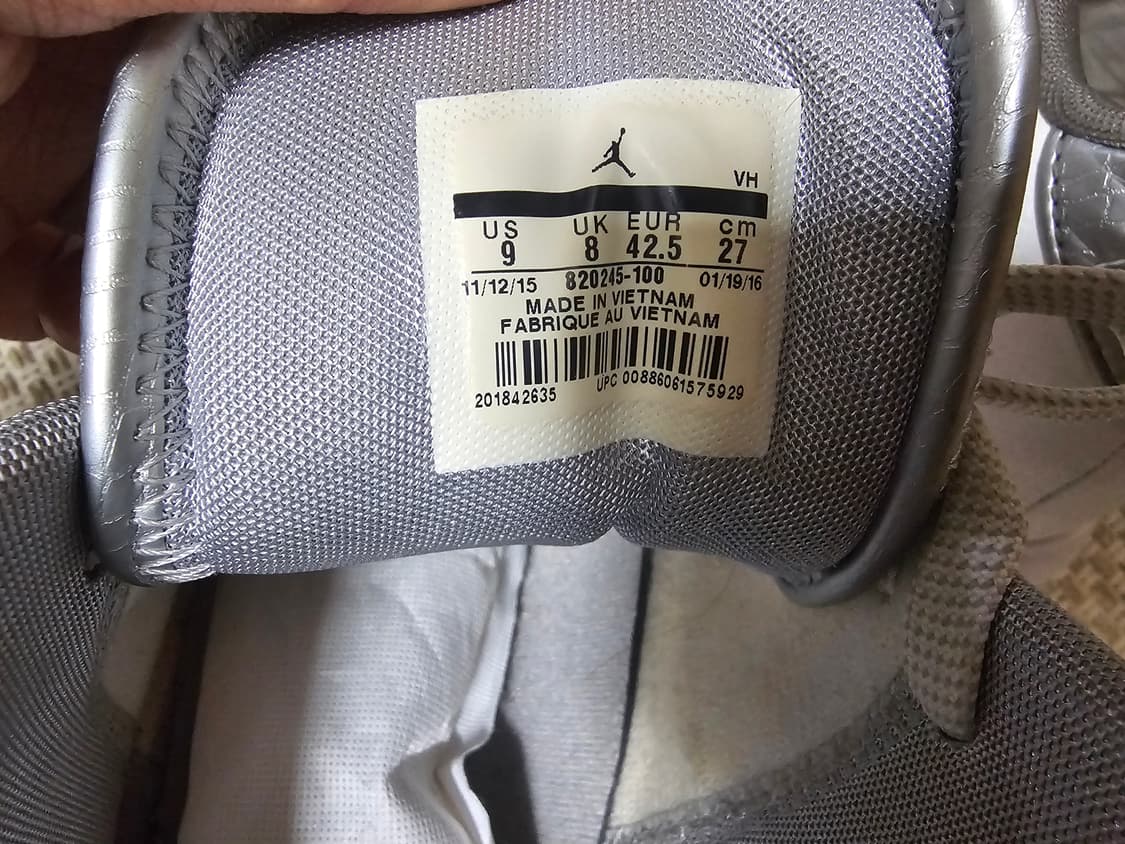 VH
US UK EUR cm
9 8 42.5 27
11/12/15 820245-100 01/19/16
MADE IN VIETNAM
FABRIQUE AU VIETNAM
201842635 UPC 00886061575929